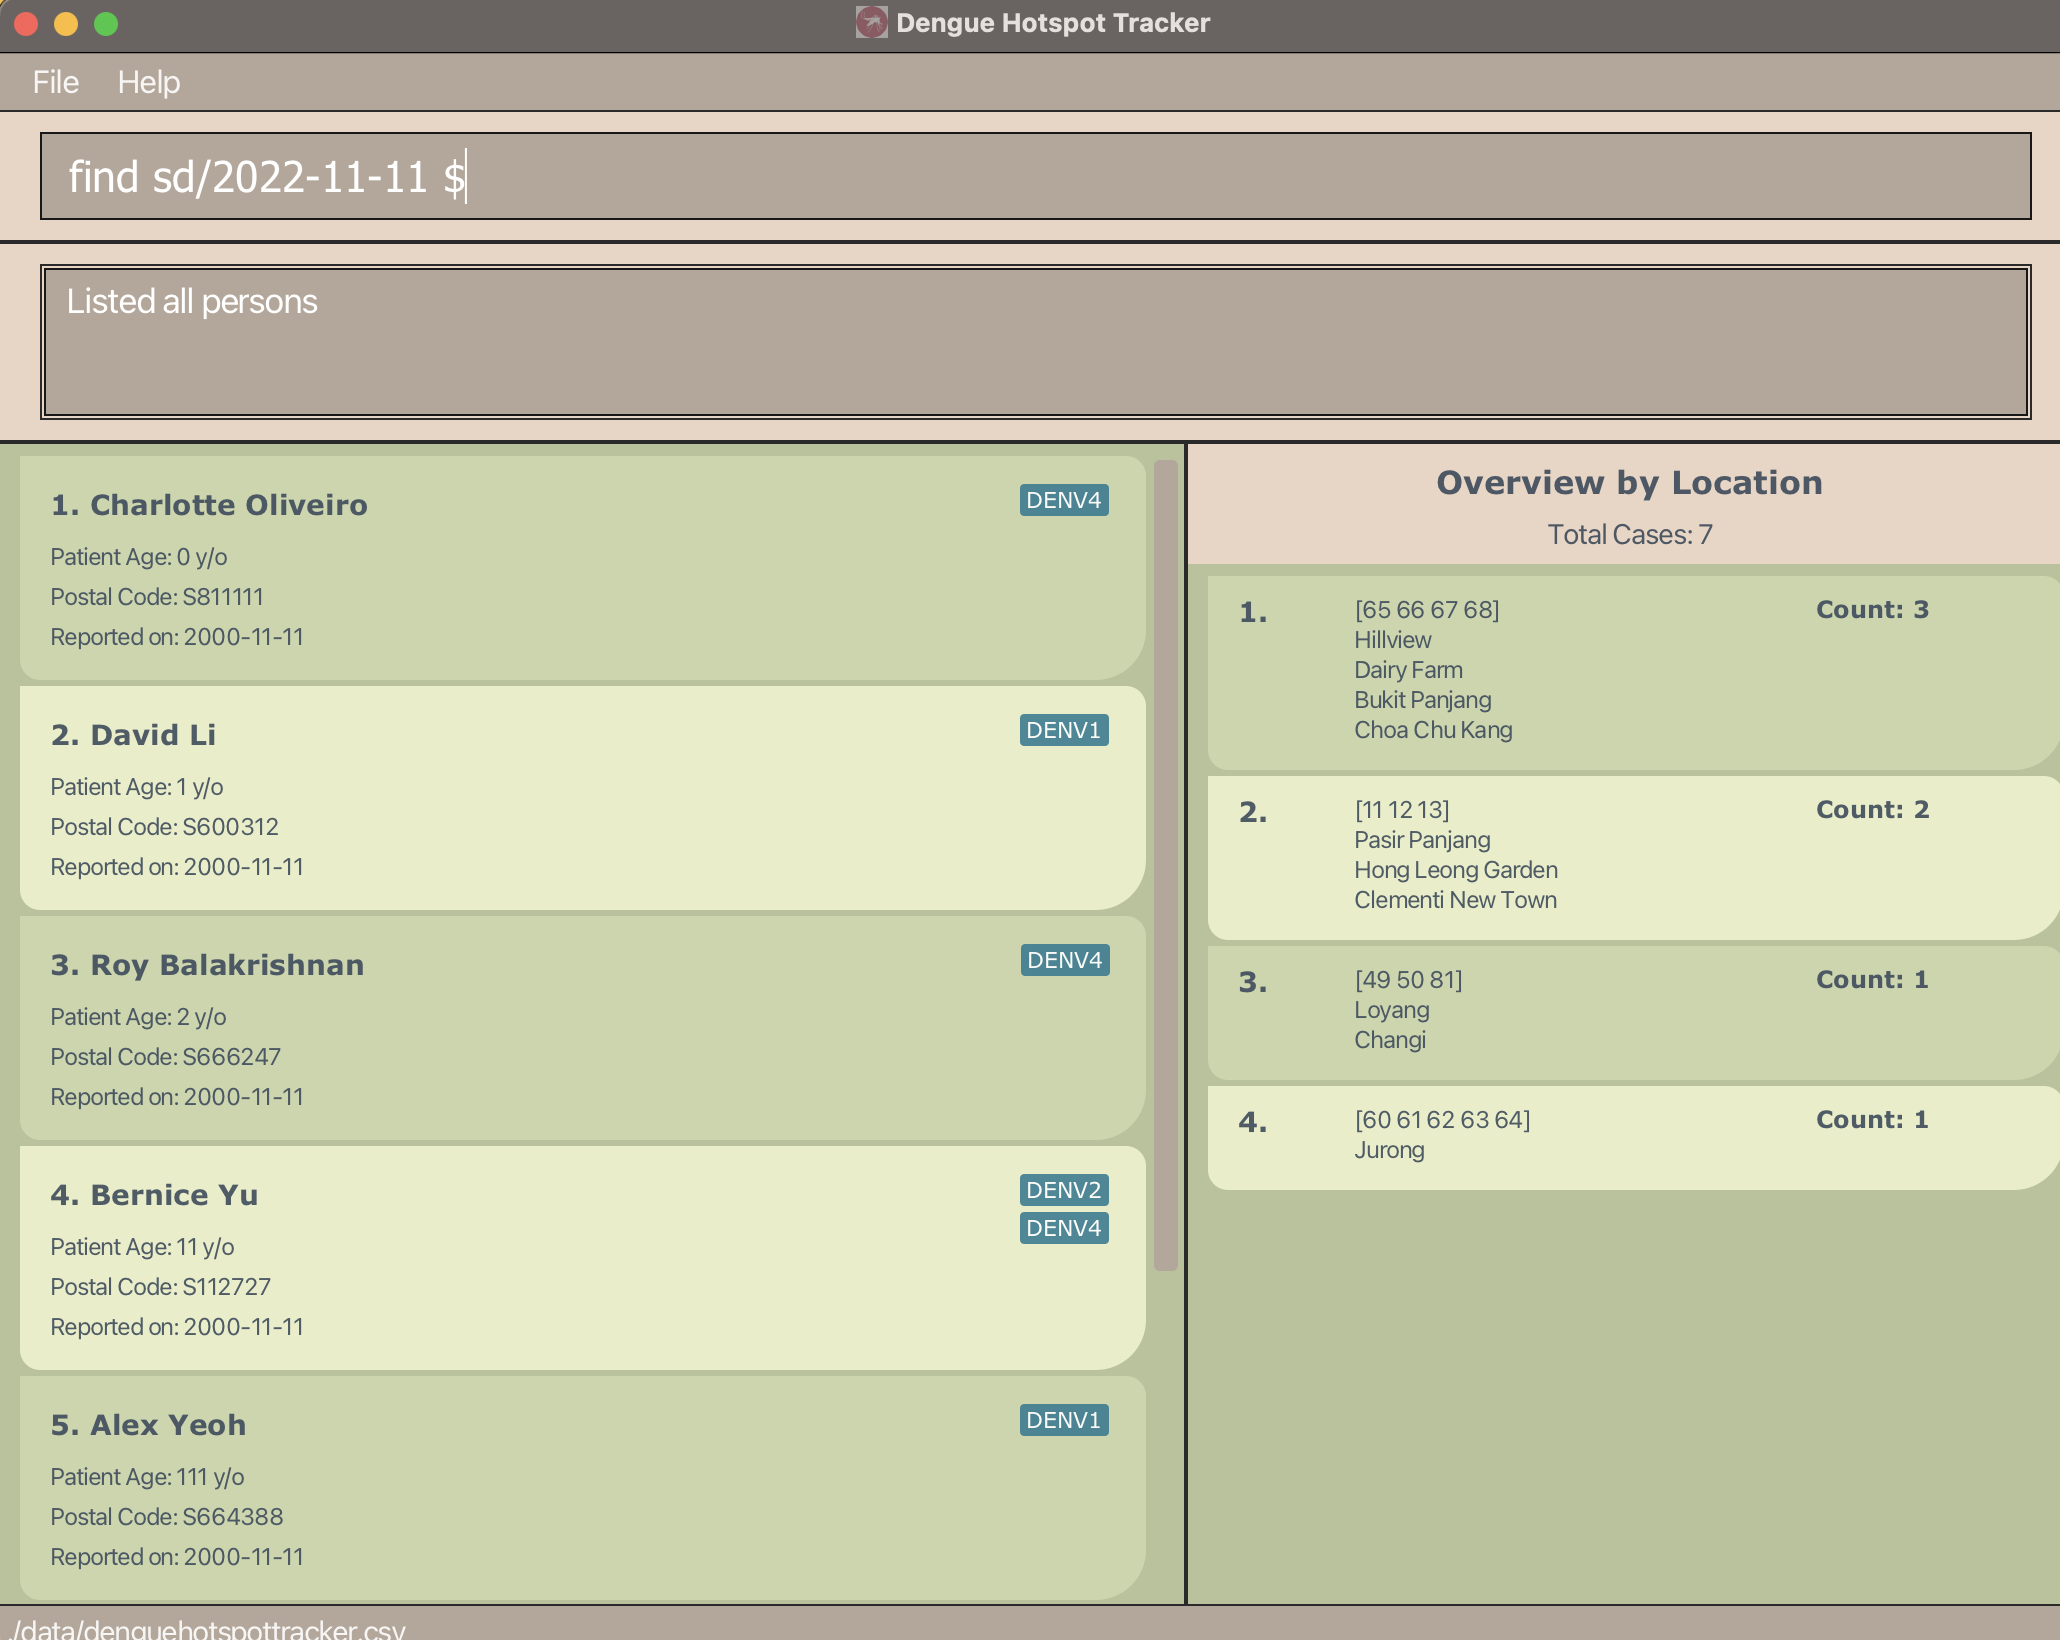 Dengue Hotspot Tracker
File Help
find sd/2022-11-11 $
Listed all persons
1. Charlotte Oliveiro
DENV4
Patient Age: 0 y/o
Postal Code: S811111
Reported on: 2000-11-11
2. David Li
DENV1
Patient Age: 1 y/o
Postal Code: S600312
Reported on: 2000-11-11
3. Roy Balakrishnan
DENV4
Patient Age: 2 y/o
Postal Code: S666247
Reported on: 2000-11-11
4. Bernice Yu
DENV2
DENV4
Patient Age: 11 y/o
Postal Code: S112727
Reported on: 2000-11-11
5. Alex Yeoh
DENV1
Patient Age: 111 y/o
Postal Code: S664388
Reported on: 2000-11-11
Overview by Location
Total Cases: 7
1. [65 66 67 68] Count: 3
Hillview
Dairy Farm
Bukit Panjang
Choa Chu Kang
2. [11 12 13] Count: 2
Pasir Panjang
Hong Leong Garden
Clementi New Town
3. [49 50 81] Count: 1
Loyang
Changi
4. [60 61 62 63 64] Count: 1
Jurong
./data/denguehotspottracker.csv